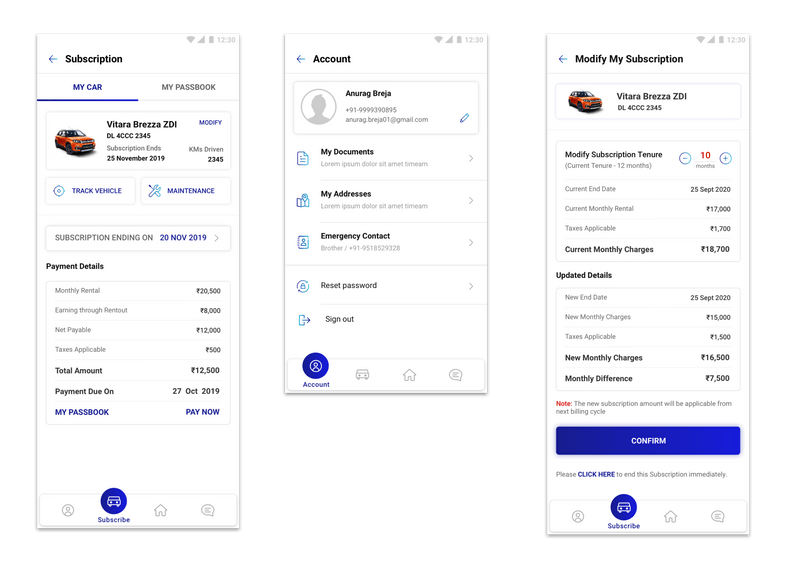 12:30
Subscription
MY CAR
MY PASSBOOK
Vitara Brezza ZDI
MODIFY
DL 4CCC 2345
Subscription Ends
25 November 2019
KMs Driven
2345
TRACK VEHICLE
MAINTENANCE
SUBSCRIPTION ENDING ON 20 NOV 2019
Payment Details
Monthly Rental ₹20,500
Earning through Rentout ₹8,000
Net Payable ₹12,000
Taxes Applicable ₹500
Total Amount ₹12,500
Payment Due On 27 Oct 2019
MY PASSBOOK PAY NOW
Subscribe
12:30
Account
Anurag Breja
+91-9999390895
anurag.breja01@gmail.com
My Documents
Lorem ipsum dolor sit amet timeam
My Addresses
Lorem ipsum dolor sit amet timeam
Emergency Contact
Brother / +91-9518529328
Reset password
Sign out
Account
12:30
Modify My Subscription
Vitara Brezza ZDI
DL 4CCC 2345
Modify Subscription Tenure
(Current Tenure - 12 months)
10
months
Current End Date 25 Sept 2020
Current Monthly Rental ₹17,000
Taxes Applicable ₹1,700
Current Monthly Charges ₹18,700
Updated Details
New End Date 25 Sept 2020
New Monthly Charges ₹15,000
Taxes Applicable ₹1,500
New Monthly Charges ₹16,500
Monthly Difference ₹7,500
Note: The new subscription amount will be applicable from
next billing cycle
CONFIRM
Please CLICK HERE to end this Subscription immediately.
Subscribe